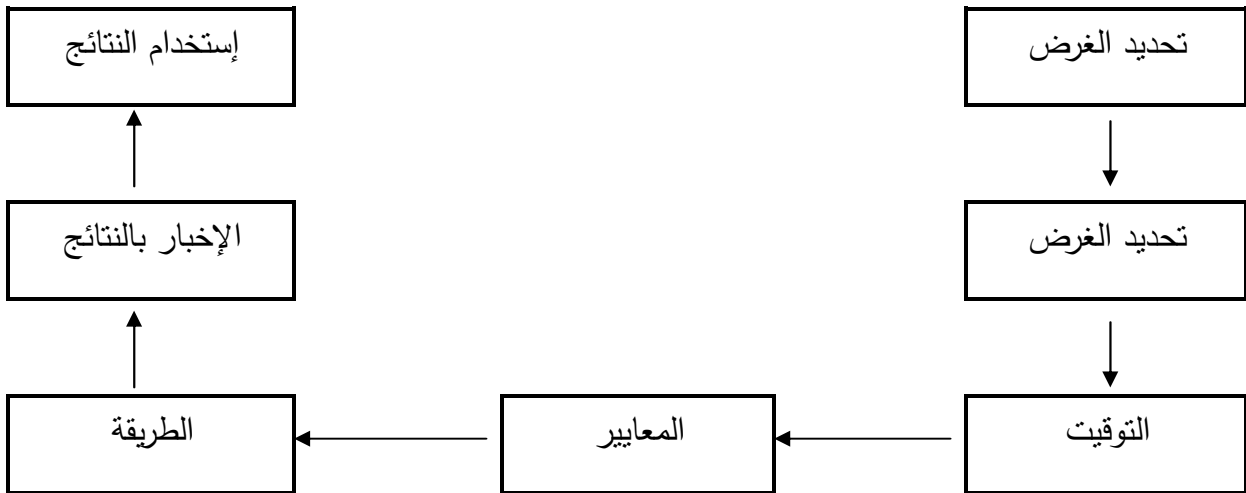 تحديد الغرض
إستخدام النتائج
تحديد الغرض
الإخبار بالنتائج
التوقيت
المعايير
الطريقة